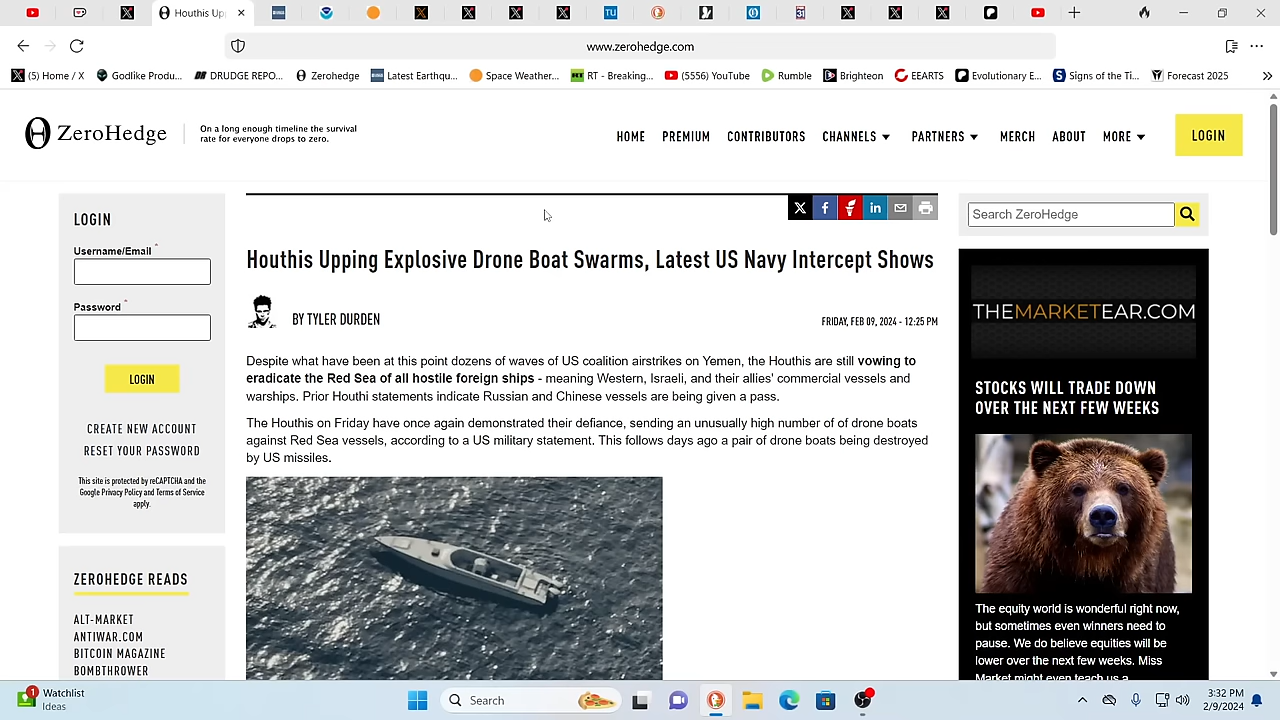 Houthis Up
TU
31
www.zerohedge.com
(5) Home / X
Godlike Produ...
DRUDGE REPO...
Zerohedge
Latest Earthqu...
Space Weather...
RT - Breaking...
(5556) YouTube
Rumble
Brighteon
EEARTS
Evolutionary E...
Signs of the Ti...
Forecast 2025
ZeroHedge
On a long enough timeline the survival
rate for everyone drops to zero.
HOME PREMIUM CONTRIBUTORS CHANNELS PARTNERS MERCH ABOUT MORE
LOGIN
LOGIN
Username/Email *
Password *
LOGIN
CREATE NEW ACCOUNT
RESET YOUR PASSWORD
This site is protected by reCAPTCHA and the
Google Privacy Policy and Terms of Service
apply.
ZEROHEDGE READS
ALT-MARKET
ANTIWAR.COM
BITCOIN MAGAZINE
BOMBTHROWER
Houthis Upping Explosive Drone Boat Swarms, Latest US Navy Intercept Shows
BY TYLER DURDEN
FRIDAY, FEB 09, 2024 - 12:25 PM
Despite what have been at this point dozens of waves of US coalition airstrikes on Yemen, the Houthis are still vowing to
eradicate the Red Sea of all hostile foreign ships - meaning Western, Israeli, and their allies' commercial vessels and
warships. Prior Houthi statements indicate Russian and Chinese vessels are being given a pass.
The Houthis on Friday have once again demonstrated their defiance, sending an unusually high number of of drone boats
against Red Sea vessels, according to a US military statement. This follows days ago a pair of drone boats being destroyed
by US missiles.
Search ZeroHedge
THEMARKETEAR.COM
STOCKS WILL TRADE DOWN
OVER THE NEXT FEW WEEKS
The equity world is wonderful right now,
but sometimes even winners need to
pause. We do believe equities will be
lower over the next few weeks. Miss
Market might even teach us a
1
Watchlist
Ideas
Search
3:32 PM
2/9/2024